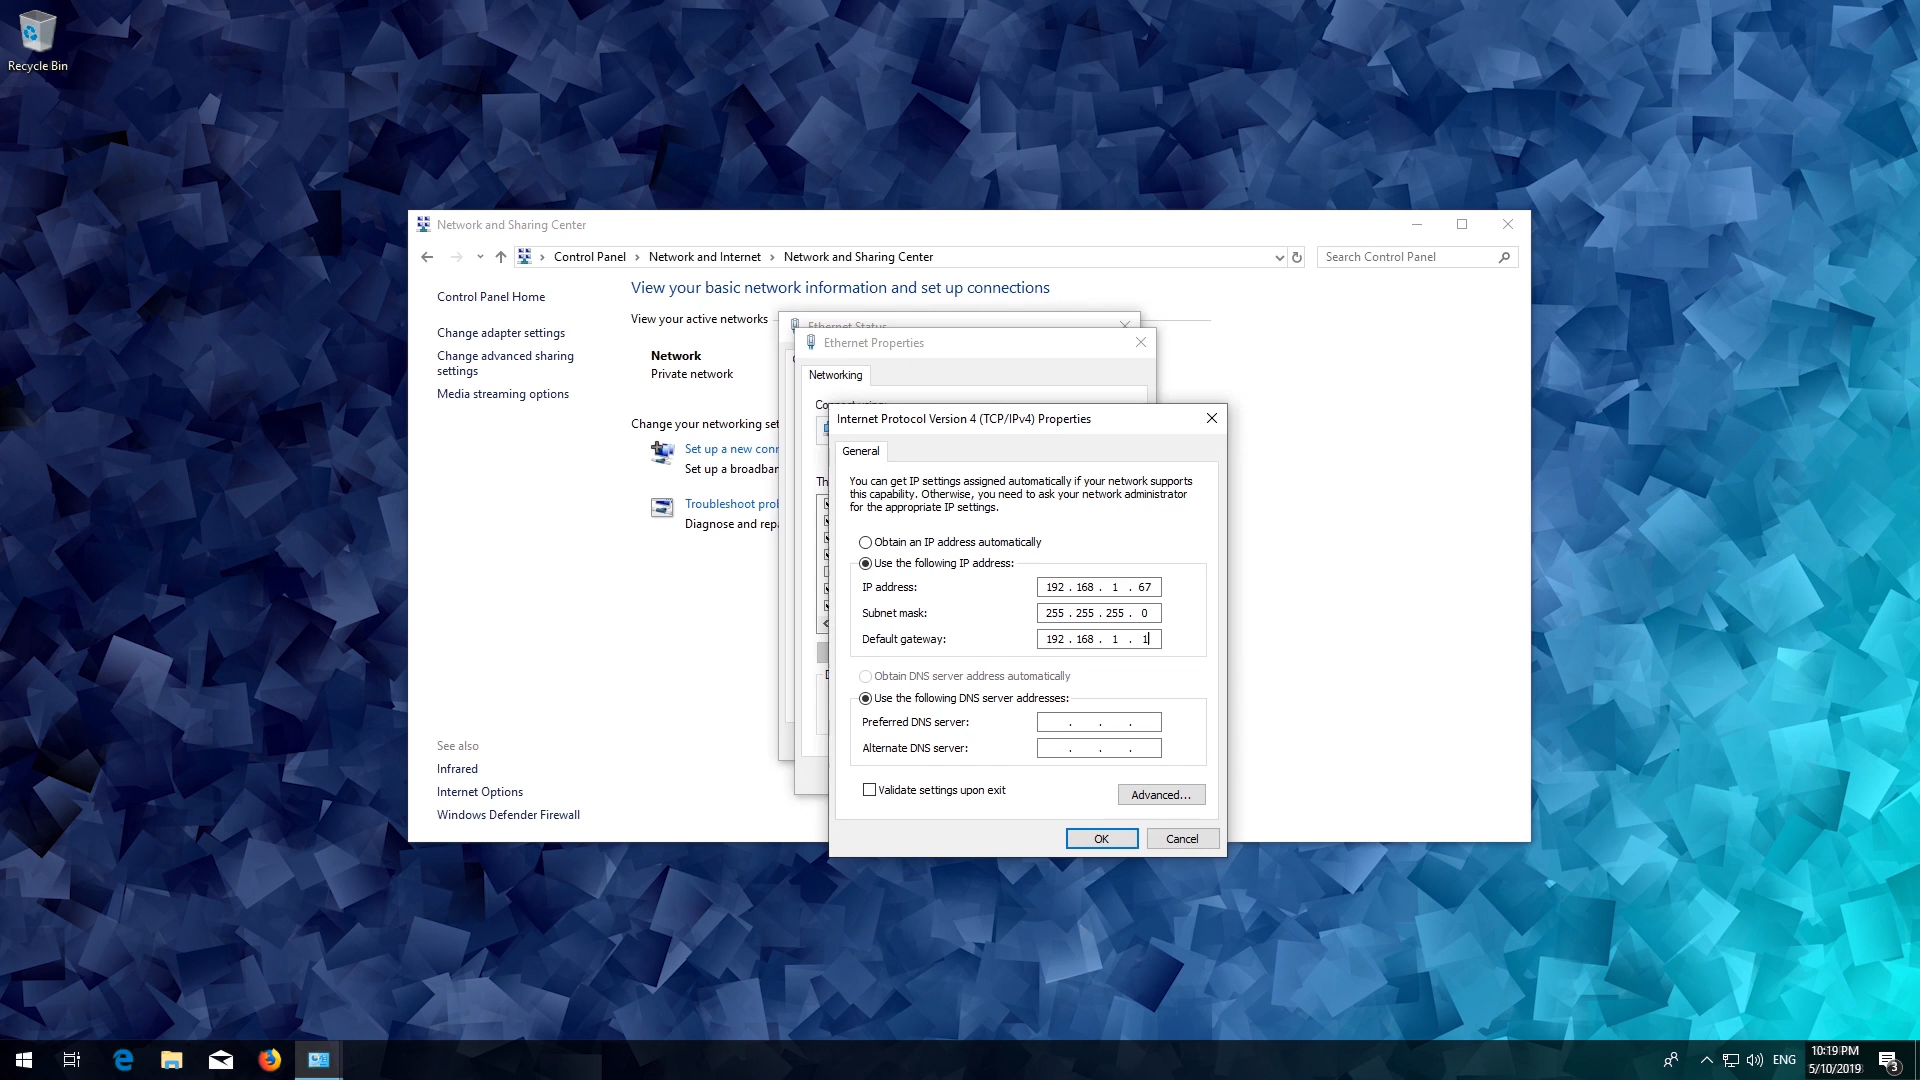 Recycle Bin
Network and Sharing Center
Control Panel
Network and Internet
Network and Sharing Center
Search Control Panel
Control Panel Home
Change adapter settings
Change advanced sharing
settings
Media streaming options
See also
Infrared
Internet Options
Windows Defender Firewall
View your basic network information and set up connections
View your active networks
Network
Private network
Change your networking set
Set up a new conn
Set up a broadban
Troubleshoot prob
Diagnose and repa
Ethernet Status
Ethernet Properties
Networking
Internet Protocol Version 4 (TCP/IPv4) Properties
General
You can get IP settings assigned automatically if your network supports
this capability. Otherwise, you need to ask your network administrator
for the appropriate IP settings.
Obtain an IP address automatically
Use the following IP address:
IP address: 192 . 168 . 1 . 67
Subnet mask: 255 . 255 . 255 . 0
Default gateway: 192 . 168 . 1 . 1
Obtain DNS server address automatically
Use the following DNS server addresses:
Preferred DNS server: . . .
Alternate DNS server: . . .
Validate settings upon exit
Advanced...
OK
Cancel
ENG
10:19 PM
5/10/2019
3